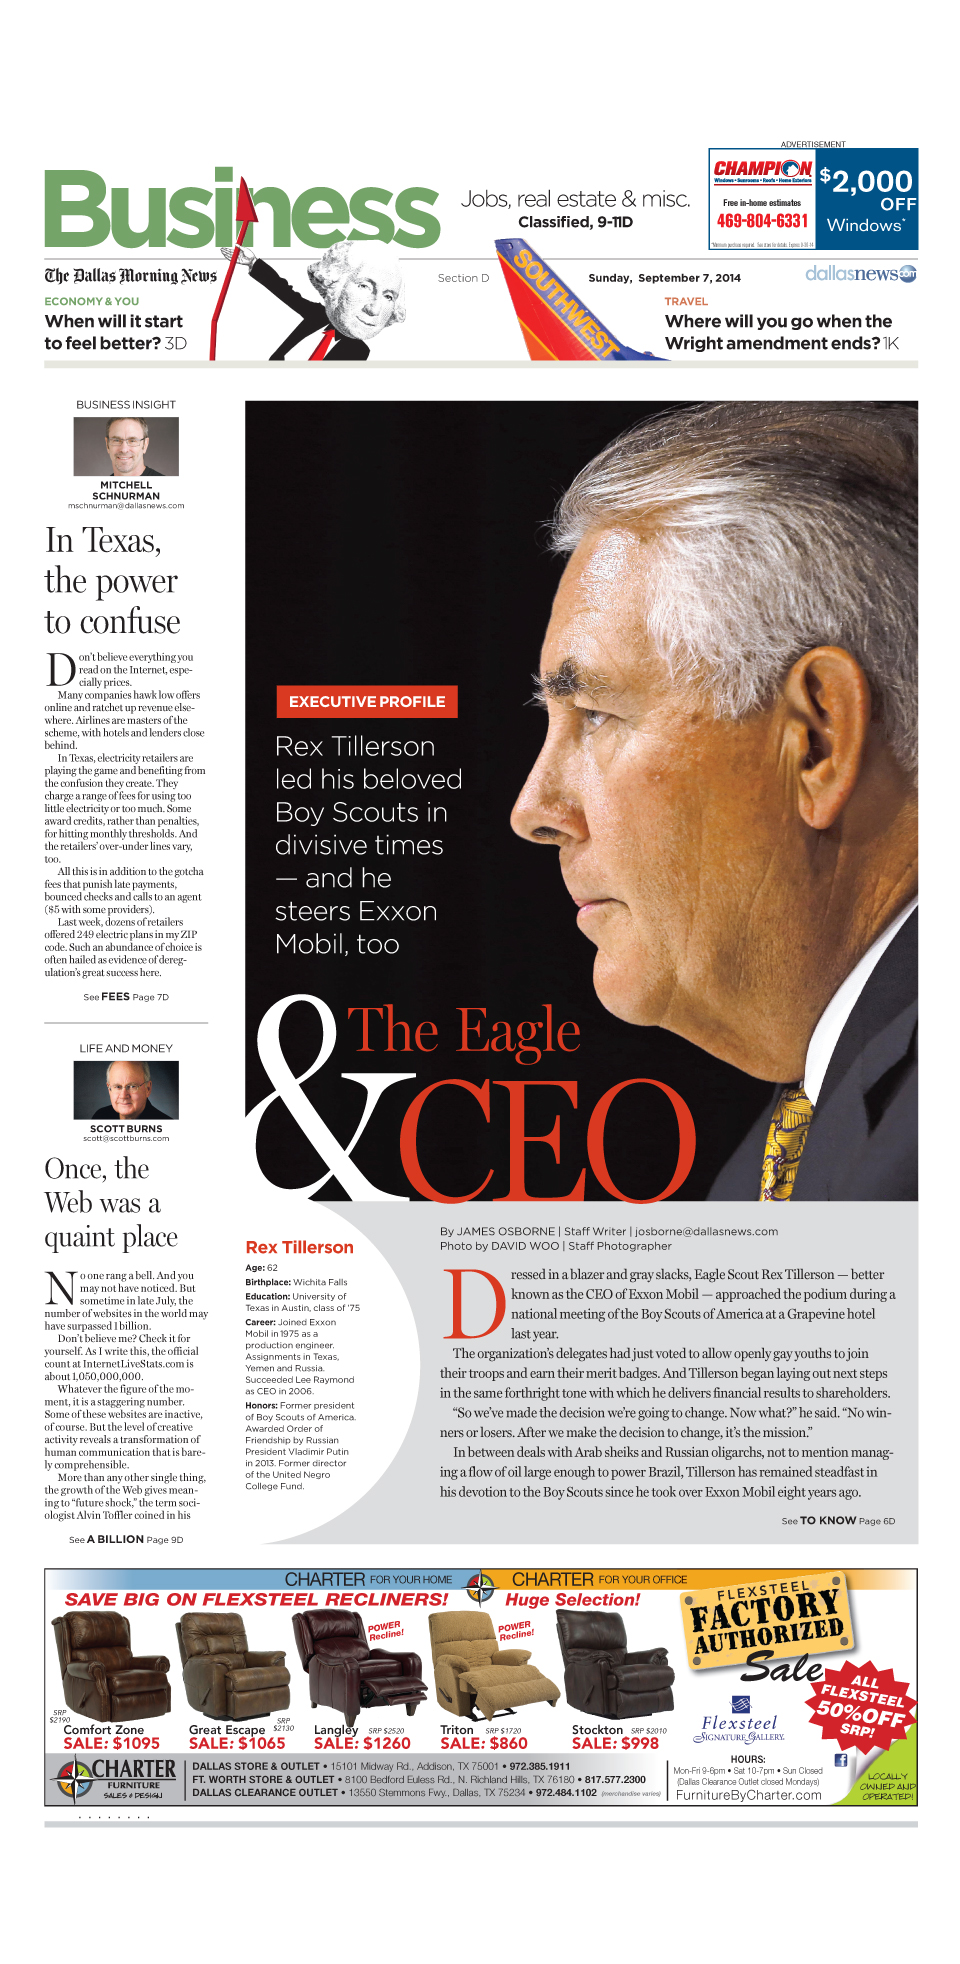 ADVERTISEMENT
Business
Jobs, real estate & misc.
Classified, 9-11D
CHAMPION
Windows • Sunrooms • Roofs • Home Exteriors
Free in-home estimates
469-804-6331
$2,000
OFF
Windows*
The Dallas Morning News
Section D
Sunday, September 7, 2014
dallasnews.com
ECONOMY & YOU
When will it start
to feel better? 3D
SOUTHWEST
TRAVEL
Where will you go when the
Wright amendment ends? 1K
BUSINESS INSIGHT
MITCHELL
SCHNURMAN
mschnurman@dallasnews.com
In Texas,
the power
to confuse
Don't believe everything you
read on the Internet, espe-
cially prices.
Many companies hawk low offers
online and ratchet up revenue else-
where. Airlines are masters of the
scheme, with hotels and lenders close
behind.
In Texas, electricity retailers are
playing the game and benefiting from
the confusion they create. They
charge a range of fees for using too
little electricity or too much. Some
award credits, rather than penalties,
for hitting monthly thresholds. And
the retailers' over-under lines vary,
too.
All this is in addition to the gotcha
fees that punish late payments,
bounced checks and calls to an agent
($5 with some providers).
Last week, dozens of retailers
offered 249 electric plans in my ZIP
code. Such an abundance of choice is
often hailed as evidence of dereg-
ulation's great success here.
See FEES Page 7D
LIFE AND MONEY
SCOTT BURNS
scott@scottburns.com
Once, the
Web was a
quaint place
No one rang a bell. And you
may not have noticed. But
sometime in late July, the
number of websites in the world may
have surpassed 1 billion.
Don't believe me? Check it for
yourself. As I write this, the official
count at InternetLiveStats.com is
about 1,050,000,000.
Whatever the figure of the mo-
ment, it is a staggering number.
Some of these websites are inactive,
of course. But the level of creative
activity reveals a transformation of
human communication that is bare-
ly comprehensible.
More than any other single thing,
the growth of the Web gives mean-
ing to “future shock,” the term soci-
ologist Alvin Toffler coined in his
See A BILLION Page 9D
EXECUTIVE PROFILE
Rex Tillerson
led his beloved
Boy Scouts in
divisive times
— and he
steers Exxon
Mobil, too
The Eagle
& CEO
Rex Tillerson
Age: 62
Birthplace: Wichita Falls
Education: University of
Texas in Austin, class of '75
Career: Joined Exxon
Mobil in 1975 as a
production engineer.
Assignments in Texas,
Yemen and Russia.
Succeeded Lee Raymond
as CEO in 2006.
Honors: Former president
of Boy Scouts of America.
Awarded Order of
Friendship by Russian
President Vladimir Putin
in 2013. Former director
of the United Negro
College Fund.
By JAMES OSBORNE | Staff Writer | josborne@dallasnews.com
Photo by DAVID WOO | Staff Photographer
Dressed in a blazer and gray slacks, Eagle Scout Rex Tillerson — better
known as the CEO of Exxon Mobil — approached the podium during a
national meeting of the Boy Scouts of America at a Grapevine hotel
last year.
The organization's delegates had just voted to allow openly gay youths to join
their troops and earn their merit badges. And Tillerson began laying out next steps
in the same forthright tone with which he delivers financial results to shareholders.
“So we've made the decision we're going to change. Now what?” he said. “No win-
ners or losers. After we make the decision to change, it's the mission.”
In between deals with Arab sheiks and Russian oligarchs, not to mention manag-
ing a flow of oil large enough to power Brazil, Tillerson has remained steadfast in
his devotion to the Boy Scouts since he took over Exxon Mobil eight years ago.
See TO KNOW Page 6D
CHARTER FOR YOUR HOME
CHARTER FOR YOUR OFFICE
SAVE BIG ON FLEXSTEEL RECLINERS!
Huge Selection!
POWER
Recline!
POWER
Recline!
FLEXSTEEL
FACTORY
AUTHORIZED
Sale
ALL
FLEXSTEEL
50% OFF
SRP!
SRP
$2190
Comfort Zone
SALE: $1095
Great Escape
SRP
$2130
SALE: $1065
Langley SRP $2520
SALE: $1260
Triton SRP $1720
SALE: $860
Stockton SRP $2010
SALE: $998
Flexsteel
SIGNATURE GALLERY.
CHARTER
FURNITURE
SALES & DESIGN
DALLAS STORE & OUTLET • 15101 Midway Rd., Addison, TX 75001 • 972.385.1911
FT. WORTH STORE & OUTLET • 8100 Bedford Euless Rd., N. Richland Hills, TX 76180 • 817.577.2300
DALLAS CLEARANCE OUTLET • 13550 Stemmons Fwy., Dallas, TX 75234 • 972.484.1102 (merchandise varies)
HOURS:
Mon-Fri 9-6pm • Sat 10-7pm • Sun Closed
(Dallas Clearance Outlet closed Mondays)
FurnitureByCharter.com
f
LOCALLY
OWNED AND
OPERATED!